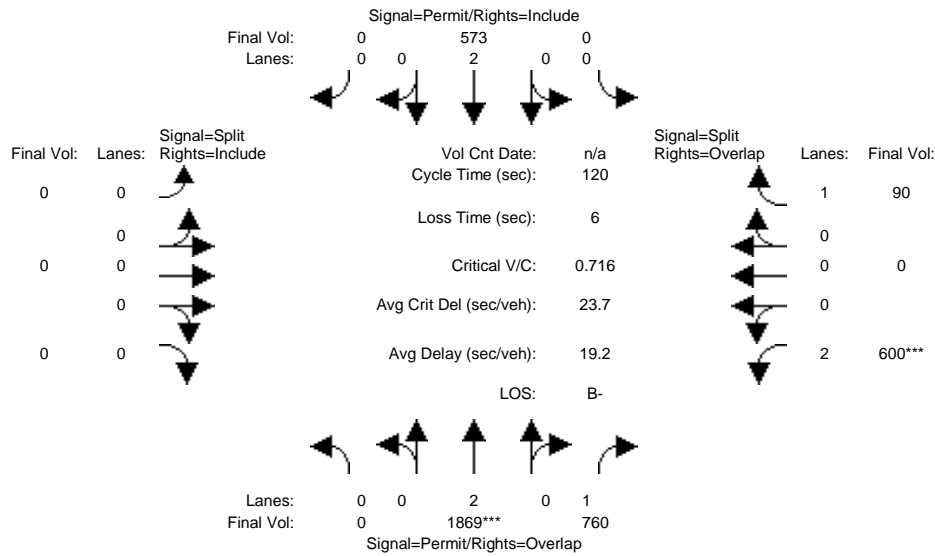 Signal=Permit/Rights=Include
Final Vol: 0 573 0
Lanes: 0 0 2 0 0
Signal=Split
Final Vol: Lanes: Rights=Include
Vol Cnt Date: n/a
Signal=Split
Rights=Overlap Lanes: Final Vol:
Cycle Time (sec): 120
0 0
1 90
Loss Time (sec): 6
0
0
0 0
Critical V/C: 0.716
0 0
0
Avg Crit Del (sec/veh): 23.7
0
0 0
Avg Delay (sec/veh): 19.2
2 600***
LOS: B-
Lanes: 0 0 2 0 1
Final Vol: 0 1869*** 760
Signal=Permit/Rights=Overlap